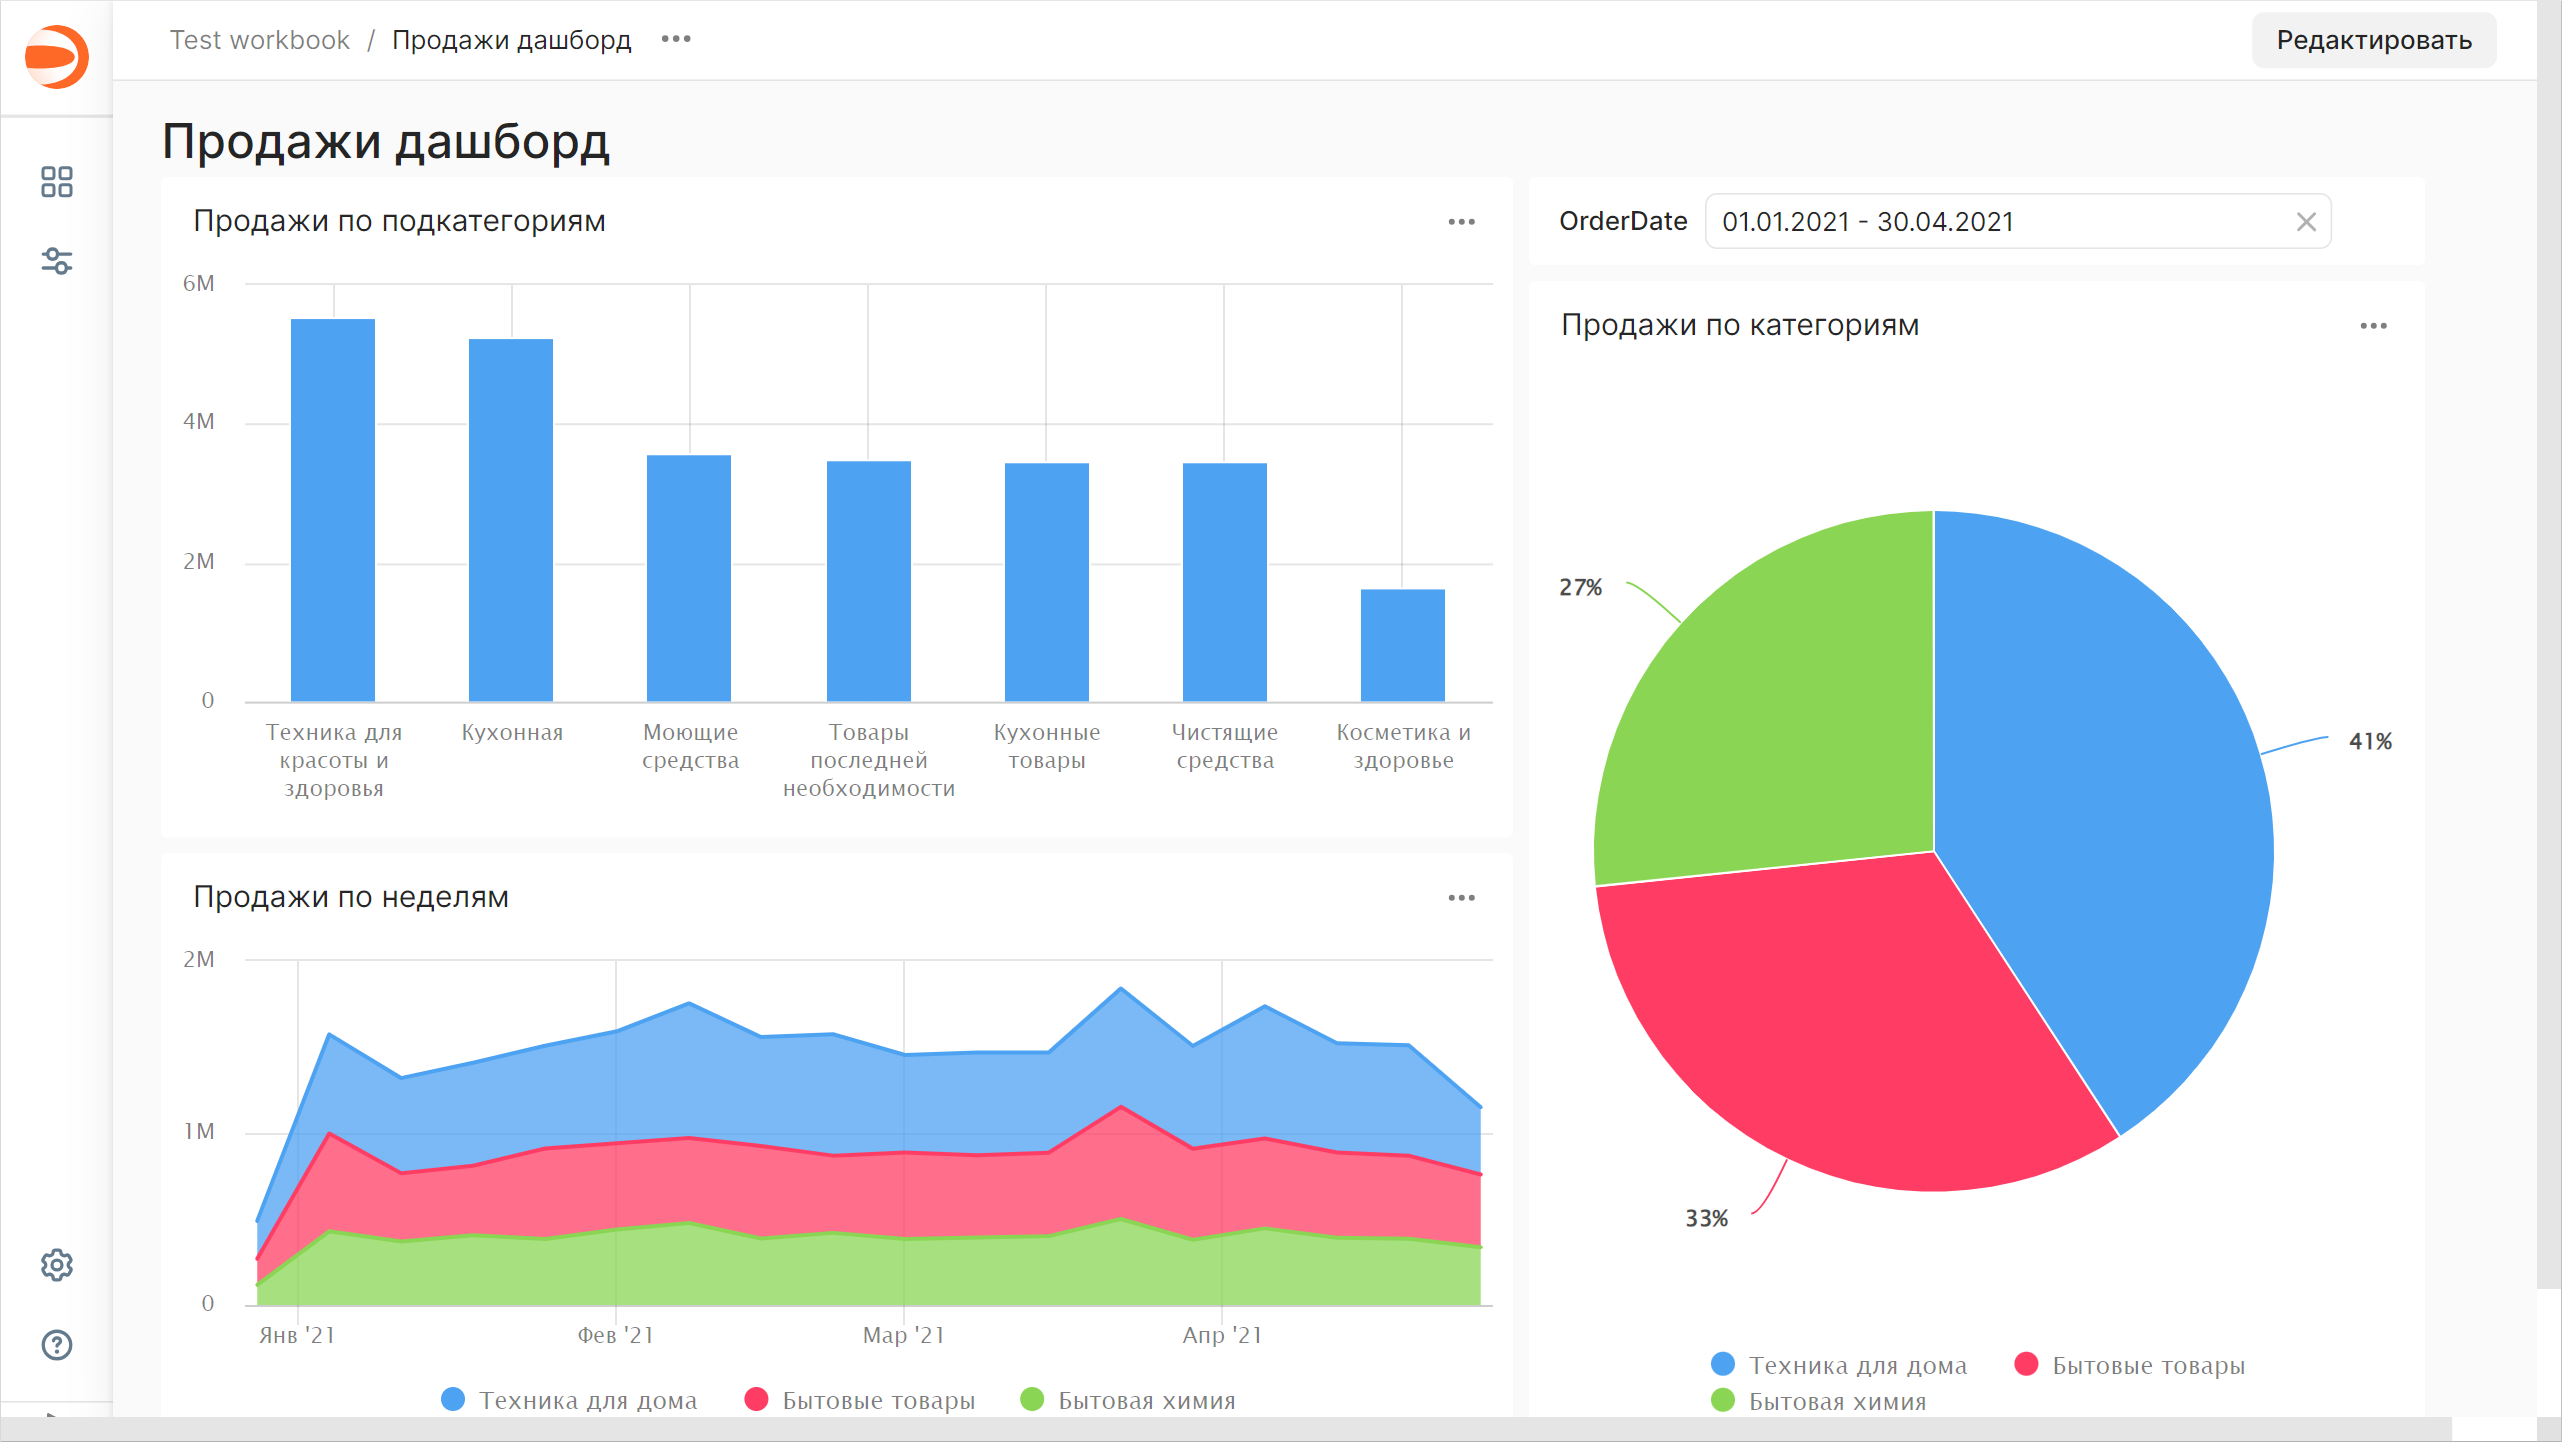 Test workbook / Продажи дашборд
Редактировать
Продажи дашборд
Продажи по подкатегориям
6M
4M
2M
0
Техника для
красоты и
здоровья
Кухонная
Моющие
средства
Товары
последней
необходимости
Кухонные
товары
Чистящие
средства
Косметика и
здоровье
OrderDate 01.01.2021 - 30.04.2021
Продажи по категориям
27%
41%
33%
Техника для дома Бытовые товары
Бытовая химия
Продажи по неделям
2M
1M
0
Янв '21 Фев '21 Мар '21 Апр '21
Техника для дома Бытовые товары Бытовая химия